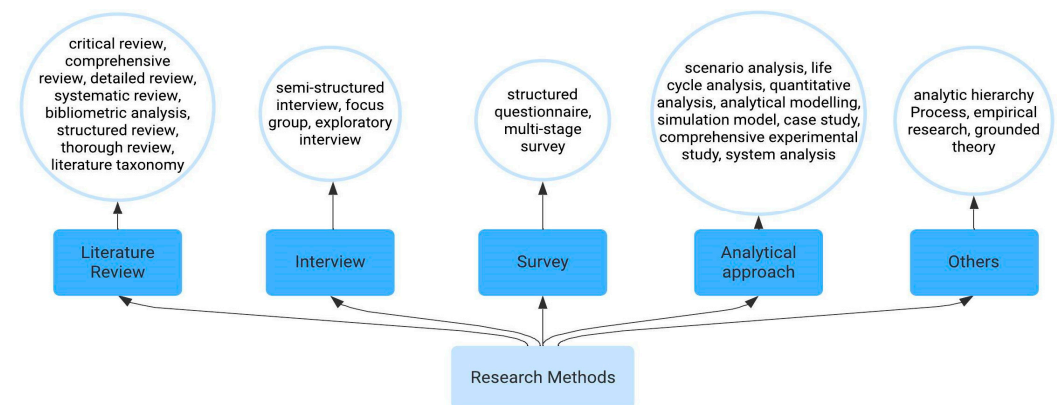 critical review,
comprehensive
review, detailed review,
systematic review,
bibliometric analysis,
structured review,
thorough review,
literature taxonomy
semi-structured
interview, focus
group, exploratory
interview
structured
questionnaire,
multi-stage
survey
scenario analysis, life
cycle analysis, quantitative
analysis, analytical modelling,
simulation model, case study,
comprehensive experimental
study, system analysis
analytic hierarchy
Process, empirical
research, grounded
theory
Literature
Review
Interview
Survey
Analytical
approach
Others
Research Methods